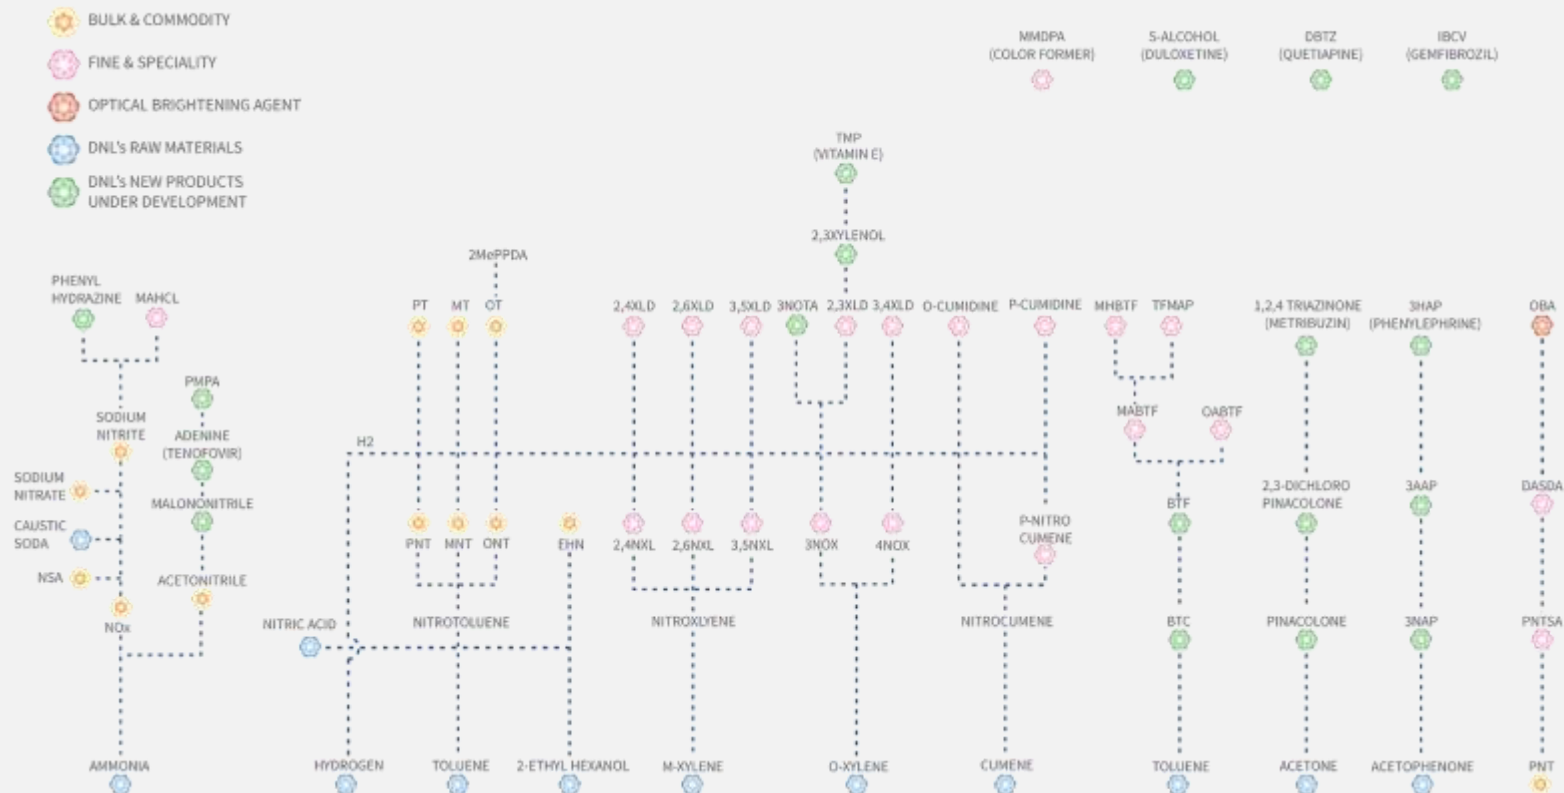 BULK & COMMODITY
FINE & SPECIALITY
OPTICAL BRIGHTENING AGENT
DNL's RAW MATERIALS
DNL's NEW PRODUCTS
UNDER DEVELOPMENT
MMDPA
(COLOR FORMER)
S-ALCOHOL
(DULOXETINE)
DBTZ
(QUETIAPINE)
IBCV
(GEMFIBROZIL)
TMP
(VITAMIN E)
2,3XYLENOL
2MePPDA
PHENYL
HYDRAZINE
MAHCL
PT
MT
OT
2,4XLD
2,6XLD
3,5XLD
3NOTA
2,3XLD
3,4XLD
O-CUMIDINE
P-CUMIDINE
MHBTF
TFMAP
1,2,4 TRIAZINONE
(METRIBUZIN)
3HAP
(PHENYLEPHRINE)
OBA
PMPA
SODIUM
NITRITE
ADENINE
(TENOFOVIR)
MABTF
OABTF
H2
SODIUM
NITRATE
MALONONITRILE
2,3-DICHLORO
PINACOLONE
3AAP
DASDA
BTF
CAUSTIC
SODA
PNT
MNT
ONT
EHN
2,4NXL
2,6NXL
3,5NXL
3NOX
4NOX
P-NITRO
CUMENE
NSA
ACETONITRILE
NOx
NITRIC ACID
NITROTOLUENE
NITROXLYENE
NITROCUMENE
BTC
PINACOLONE
3NAP
PNTSA
AMMONIA
HYDROGEN
TOLUENE
2-ETHYL HEXANOL
M-XYLENE
O-XYLENE
CUMENE
TOLUENE
ACETONE
ACETOPHENONE
PNT